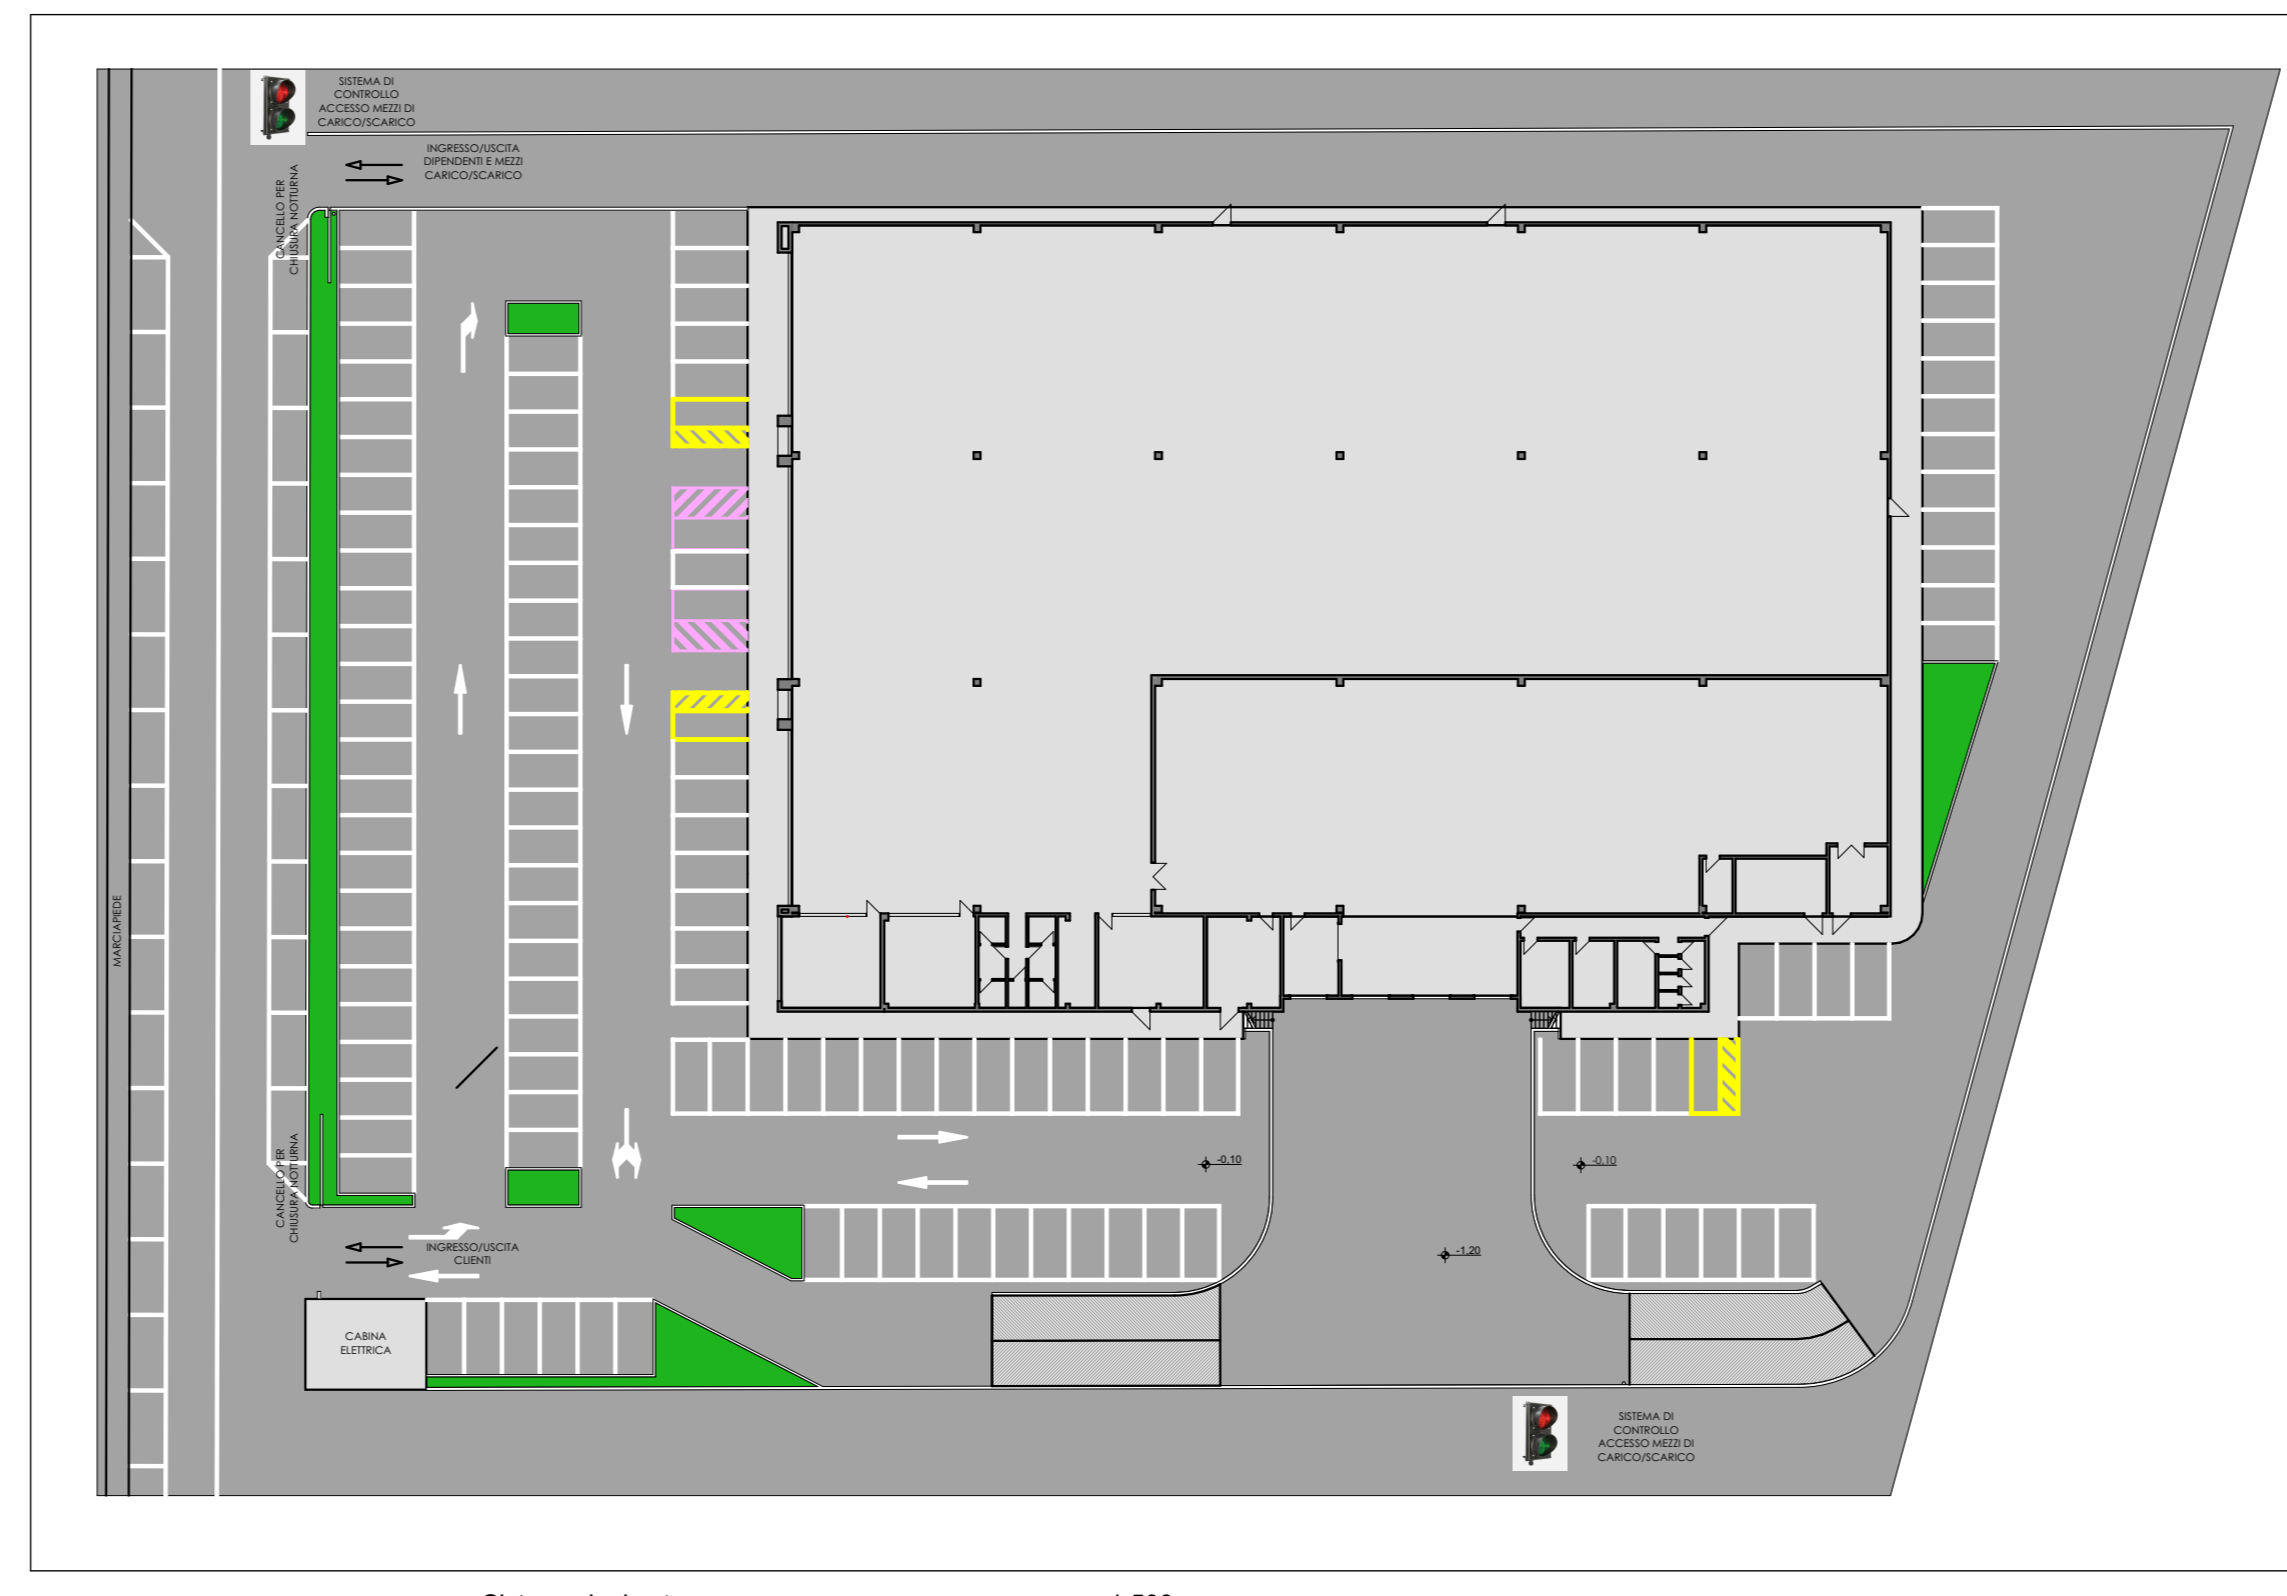 SISTEMA DI
CONTROLLO
ACCESSO MEZZI DI
CARICO/SCARICO
INGRESSO/USCITA
DIPENDENTI E MEZZI
CARICO/SCARICO
CANCELLO PER
CHIUSURA NOTTURNA
MARCIAPIEDE
CANCELLO PER
CHIUSURA NOTTURNA
-0,10
-0,10
INGRESSO/USCITA
CLIENTI
-1,20
CABINA
ELETTRICA
SISTEMA DI
CONTROLLO
ACCESSO MEZZI DI
CARICO/SCARICO